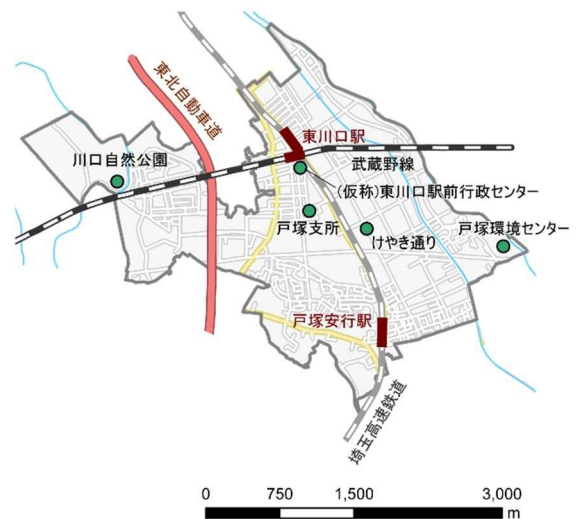 東北自動車道
東川口駅
川口自然公園
武蔵野線
(仮称)東川口駅前行政センター
戸塚支所
けやき通り
戸塚環境センター
戸塚安行駅
埼玉高速鉄道
0 750 1,500 3,000
m